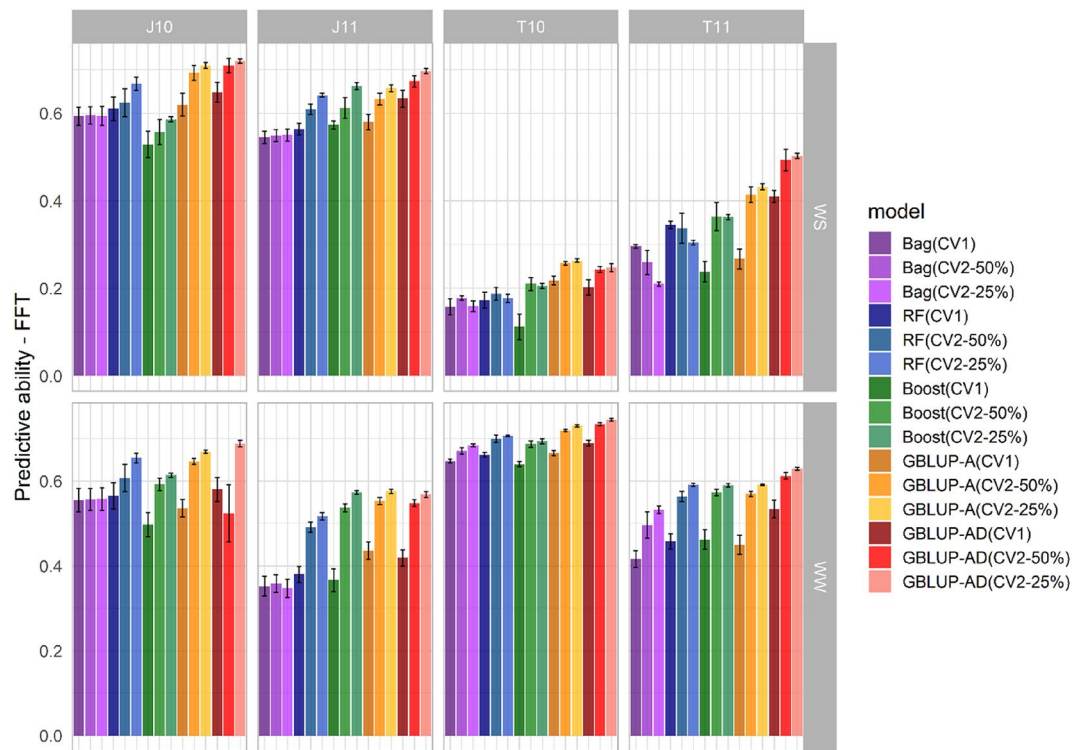 J10 J11 T10 T11
Predictive ability - FFT
0.6
0.4
0.2
0.0
WS
0.6
0.4
0.2
0.0
WW
model
Bag(CV1)
Bag(CV2-50%)
Bag(CV2-25%)
RF(CV1)
RF(CV2-50%)
RF(CV2-25%)
Boost(CV1)
Boost(CV2-50%)
Boost(CV2-25%)
GBLUP-A(CV1)
GBLUP-A(CV2-50%)
GBLUP-A(CV2-25%)
GBLUP-AD(CV1)
GBLUP-AD(CV2-50%)
GBLUP-AD(CV2-25%)